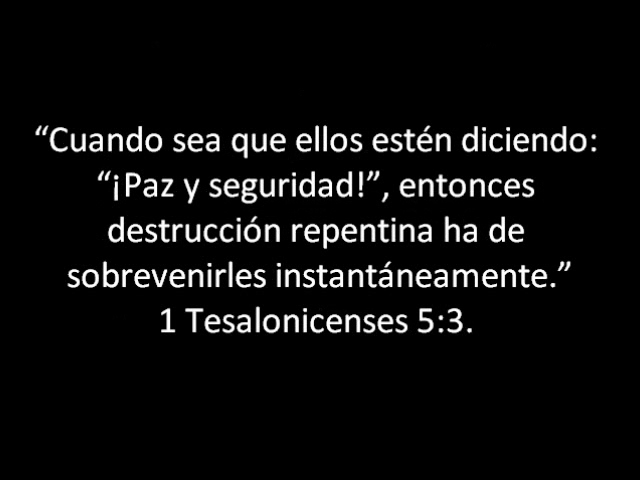 “Cuando sea que ellos estén diciendo:
“¡Paz y seguridad!”, entonces
destrucción repentina ha de
sobrevenirles instantáneamente.”
1 Tesalonicenses 5:3.